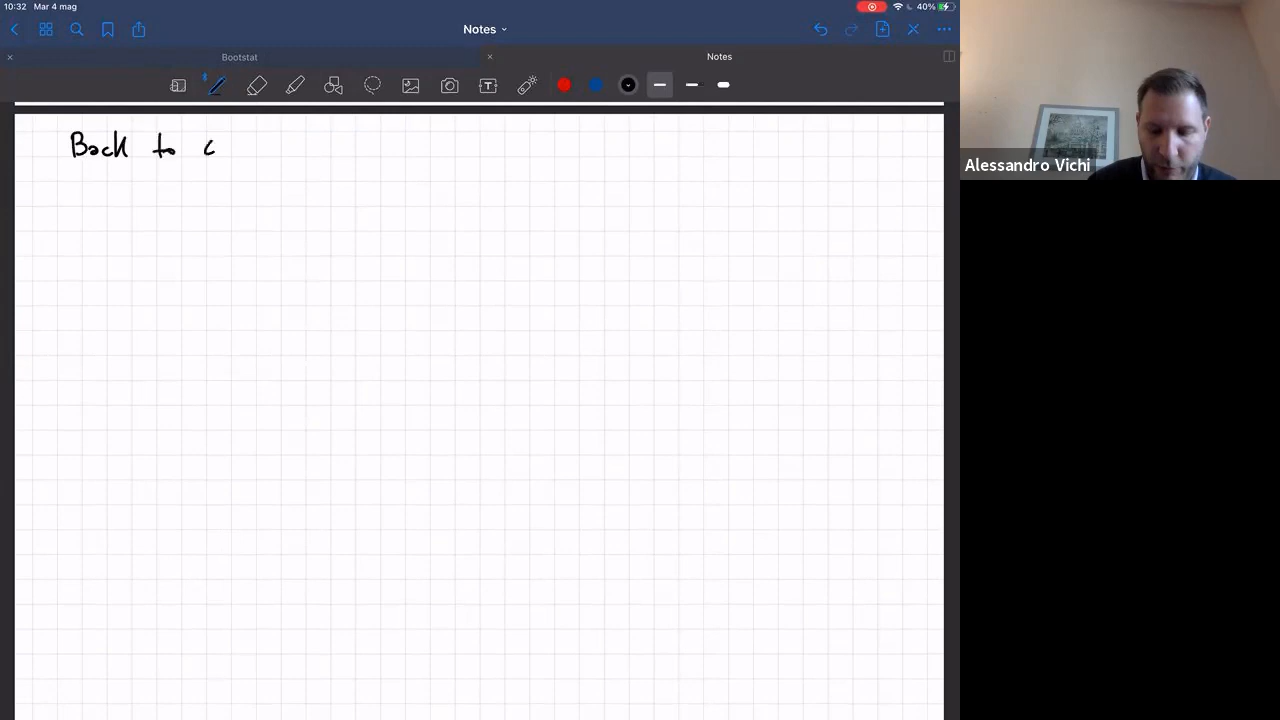 10:32 Mar 4 mag 40%
Notes
Bootstat Notes
Back to c
Alessandro Vichi